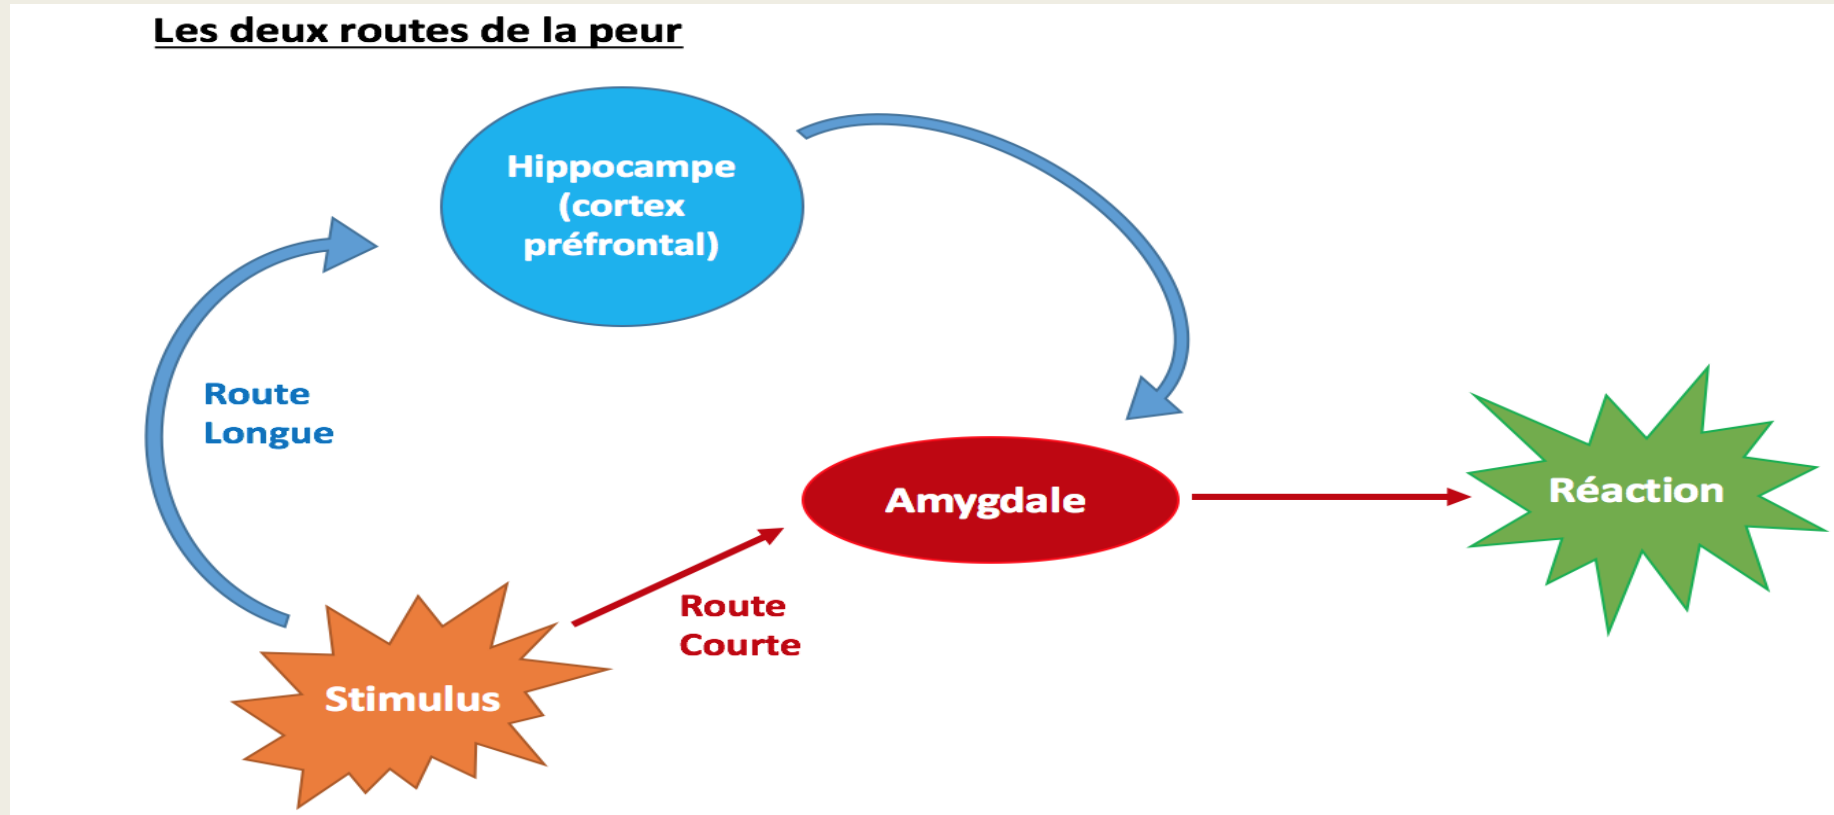 Les deux routes de la peur
Hippocampe
(cortex
préfrontal)
Route
Longue
Amygdale
Réaction
Route
Courte
Stimulus